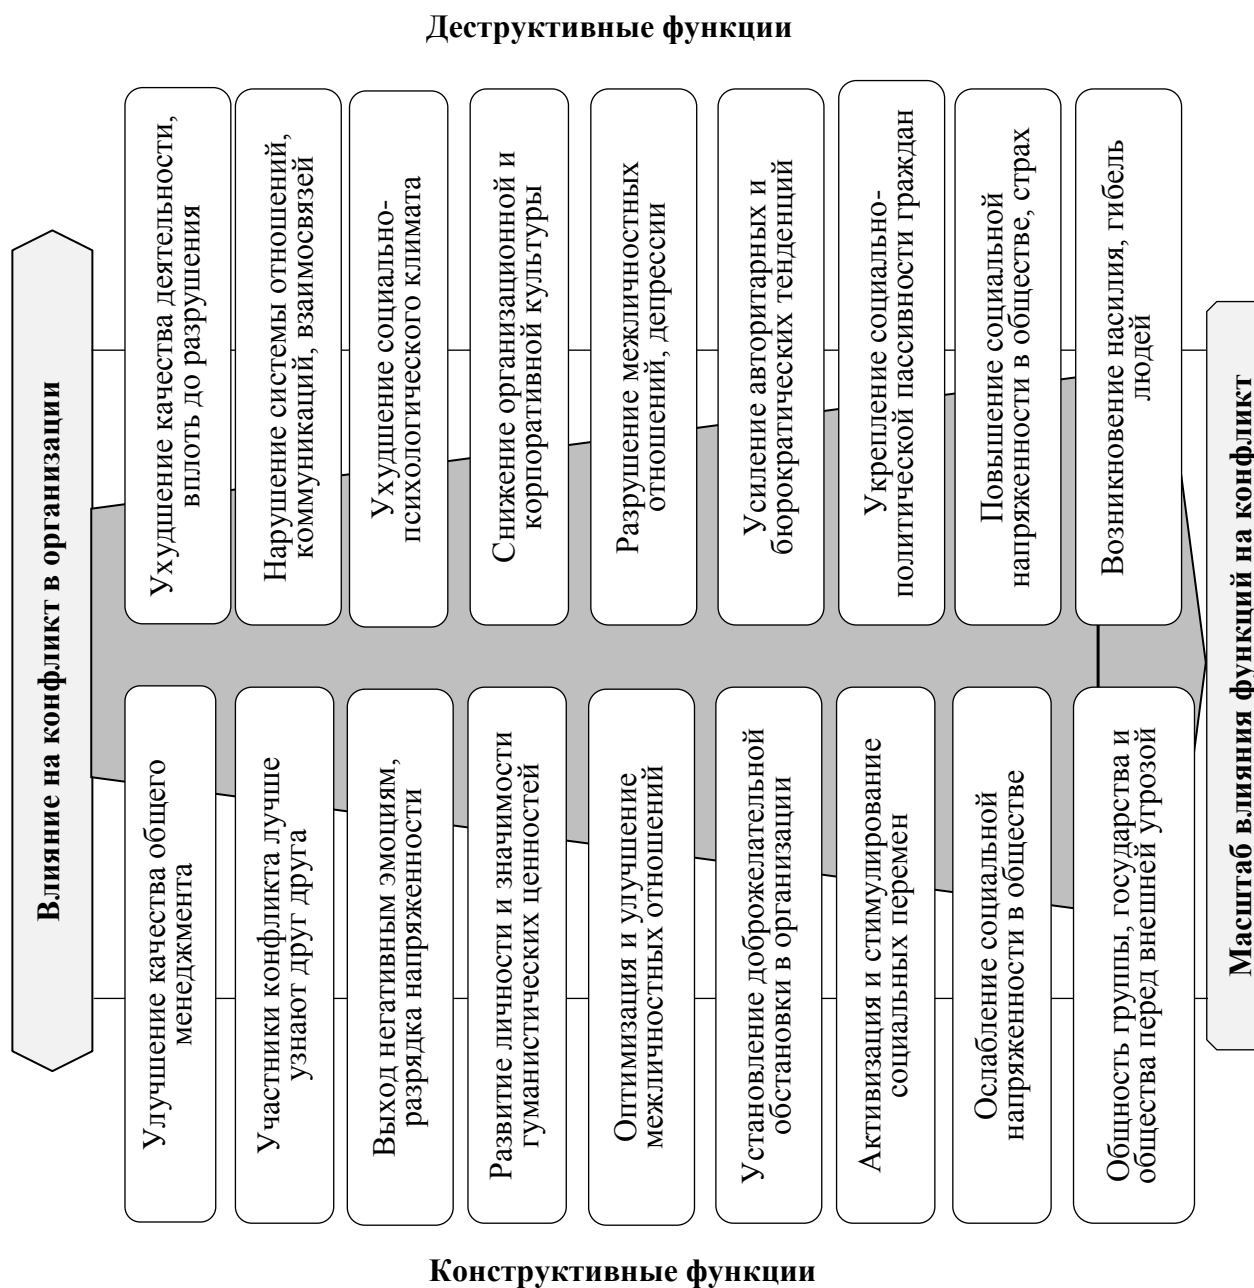 Деструктивные функции
Влияние на конфликт в организации
Ухудшение качества деятельности,
вплоть до разрушения
Нарушение системы отношений,
коммуникаций, взаимосвязей
Ухудшение социально-
психологического климата
Снижение организационной и
корпоративной культуры
Разрушение межличностных
отношений, депрессии
Усиление авторитарных и
бюрократических тенденций
Укрепление социально-
политической пассивности граждан
Повышение социальной
напряженности в обществе, страх
Возникновение насилия, гибель
людей
Улучшение качества общего
менеджмента
Участники конфликта лучше
узнают друг друга
Выход негативным эмоциям,
разрядка напряженности
Развитие личности и значимости
гуманистических ценностей
Оптимизация и улучшение
межличностных отношений
Установление доброжелательной
обстановки в организации
Активизация и стимулирование
социальных перемен
Ослабление социальной
напряженности в обществе
Общность группы, государства и
общества перед внешней угрозой
Масштаб влияния функций на конфликт
Конструктивные функции